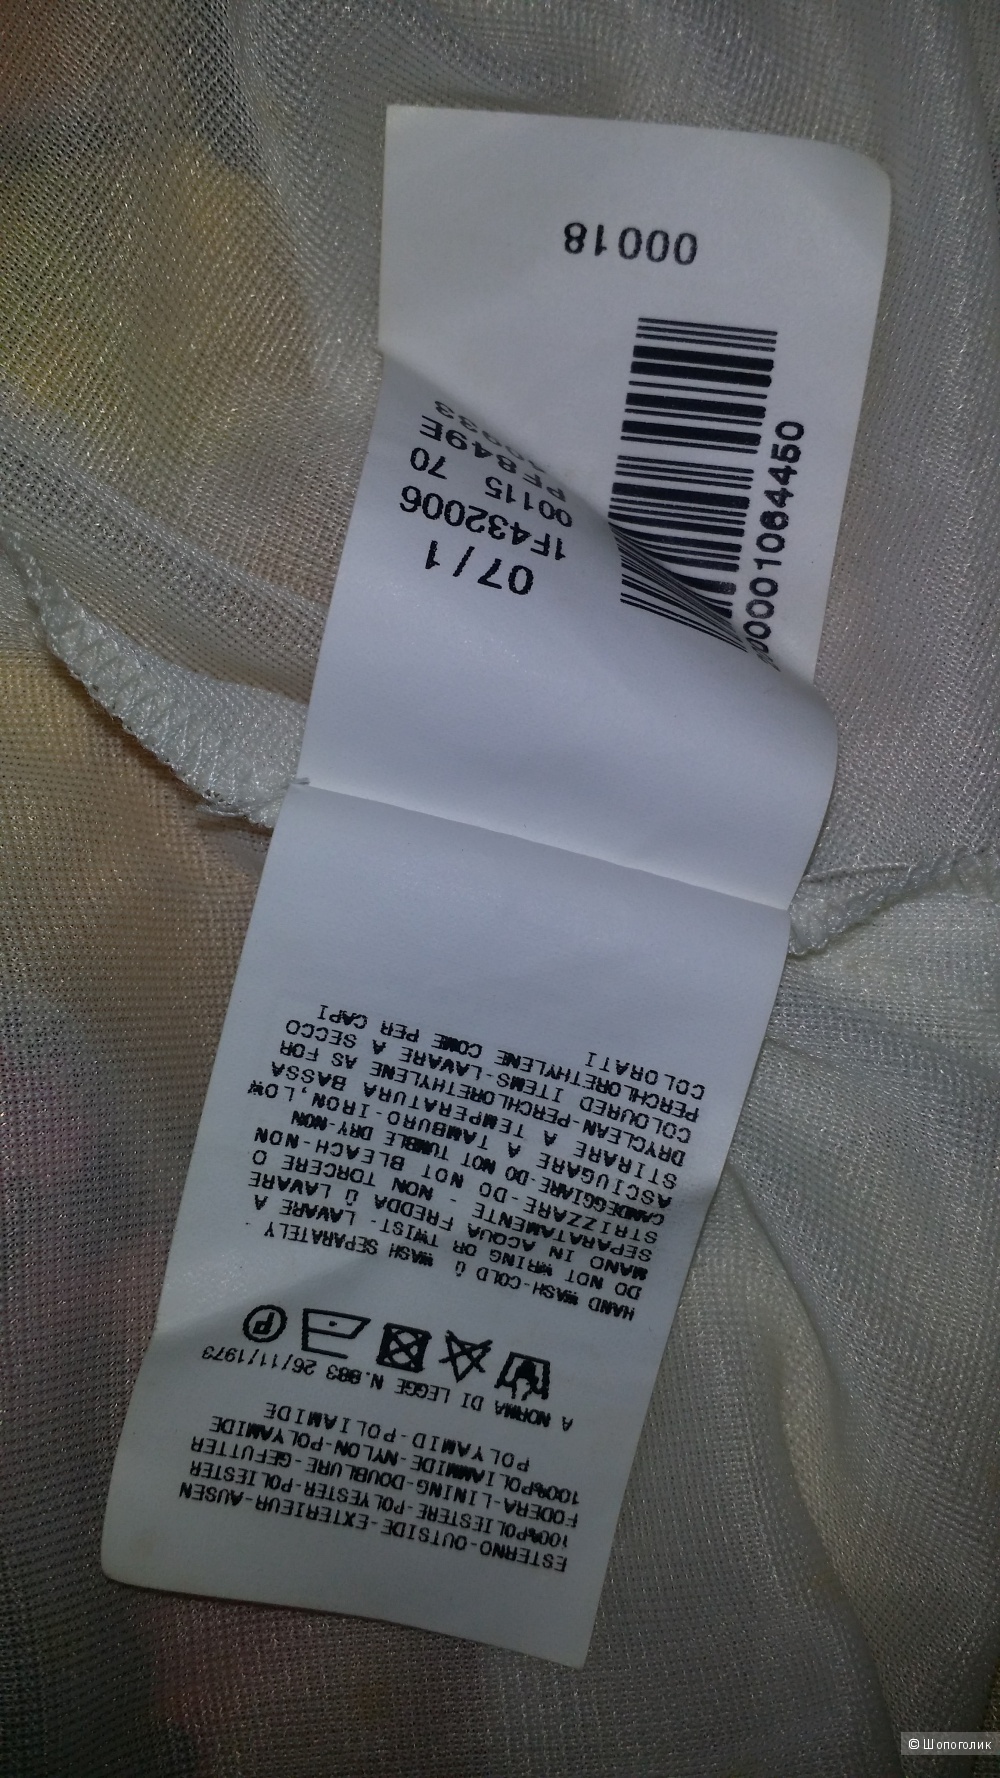 ESTERNO-OUTSIDE-EXTERIEUR-AUSEN
100%POLIESTERE-POLYESTER-POLIESTER
FODERA-LINING-DOUBLURE-GEFUTTER
100%POLIAMMIDE-NYLON-POLYAMIDE
POLYAMID-POLIAMIDE
A NORMA DI LEGGE N.883 26/11/1973
P
HAND WASH-COLD Ü WASH SEPARATELY
DO NOT WRING OR TWIST-LAVARE A
MANO IN ACQUA FREDDA Ü LAVARE
SEPARATAMENTE - NON TORCERE O
STRIZZARE-DO NOT BLEACH-NON
CANDEGGIARE-DO NOT TUMBLE DRY-NON
ASCIUGARE A TAMBURO-IRON,LOW
STIRARE A TEMPERATURA BASSA
DRYCLEAN-PERCHLORETHYLENE AS FOR
COLOURED ITEMS-LAVARE A SECCO
PERCHLORETHYLENE COME PER CAPI
COLORATI
07/1
1F432006
00115 70
PF849E
00001064450
00018
© Шопоголик